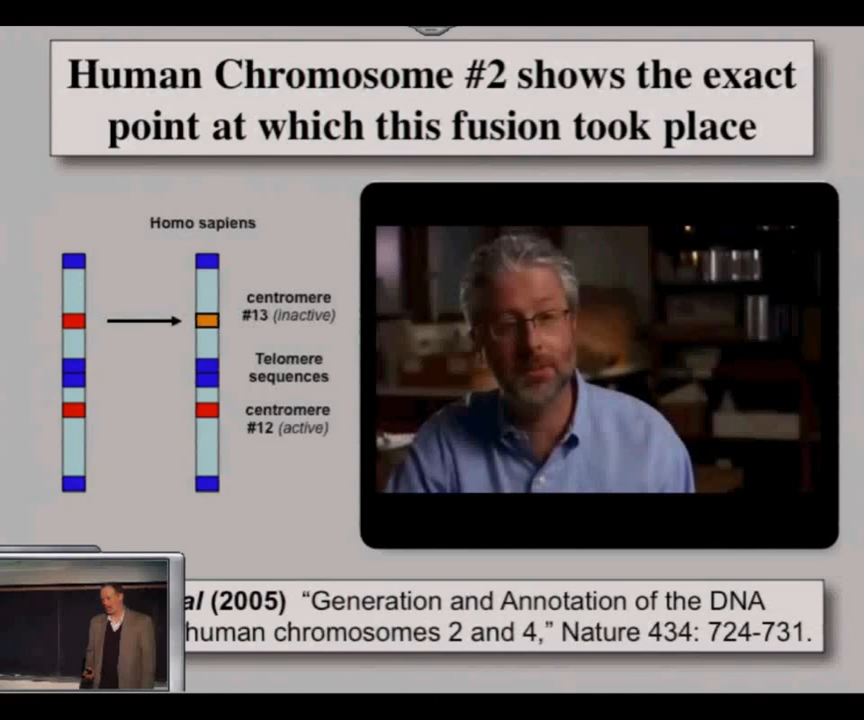 Human Chromosome #2 shows the exact
point at which this fusion took place
Homo sapiens
centromere
#13 (inactive)
Telomere
sequences
centromere
#12 (active)
al (2005) “Generation and Annotation of the DNA
human chromosomes 2 and 4,” Nature 434: 724-731.